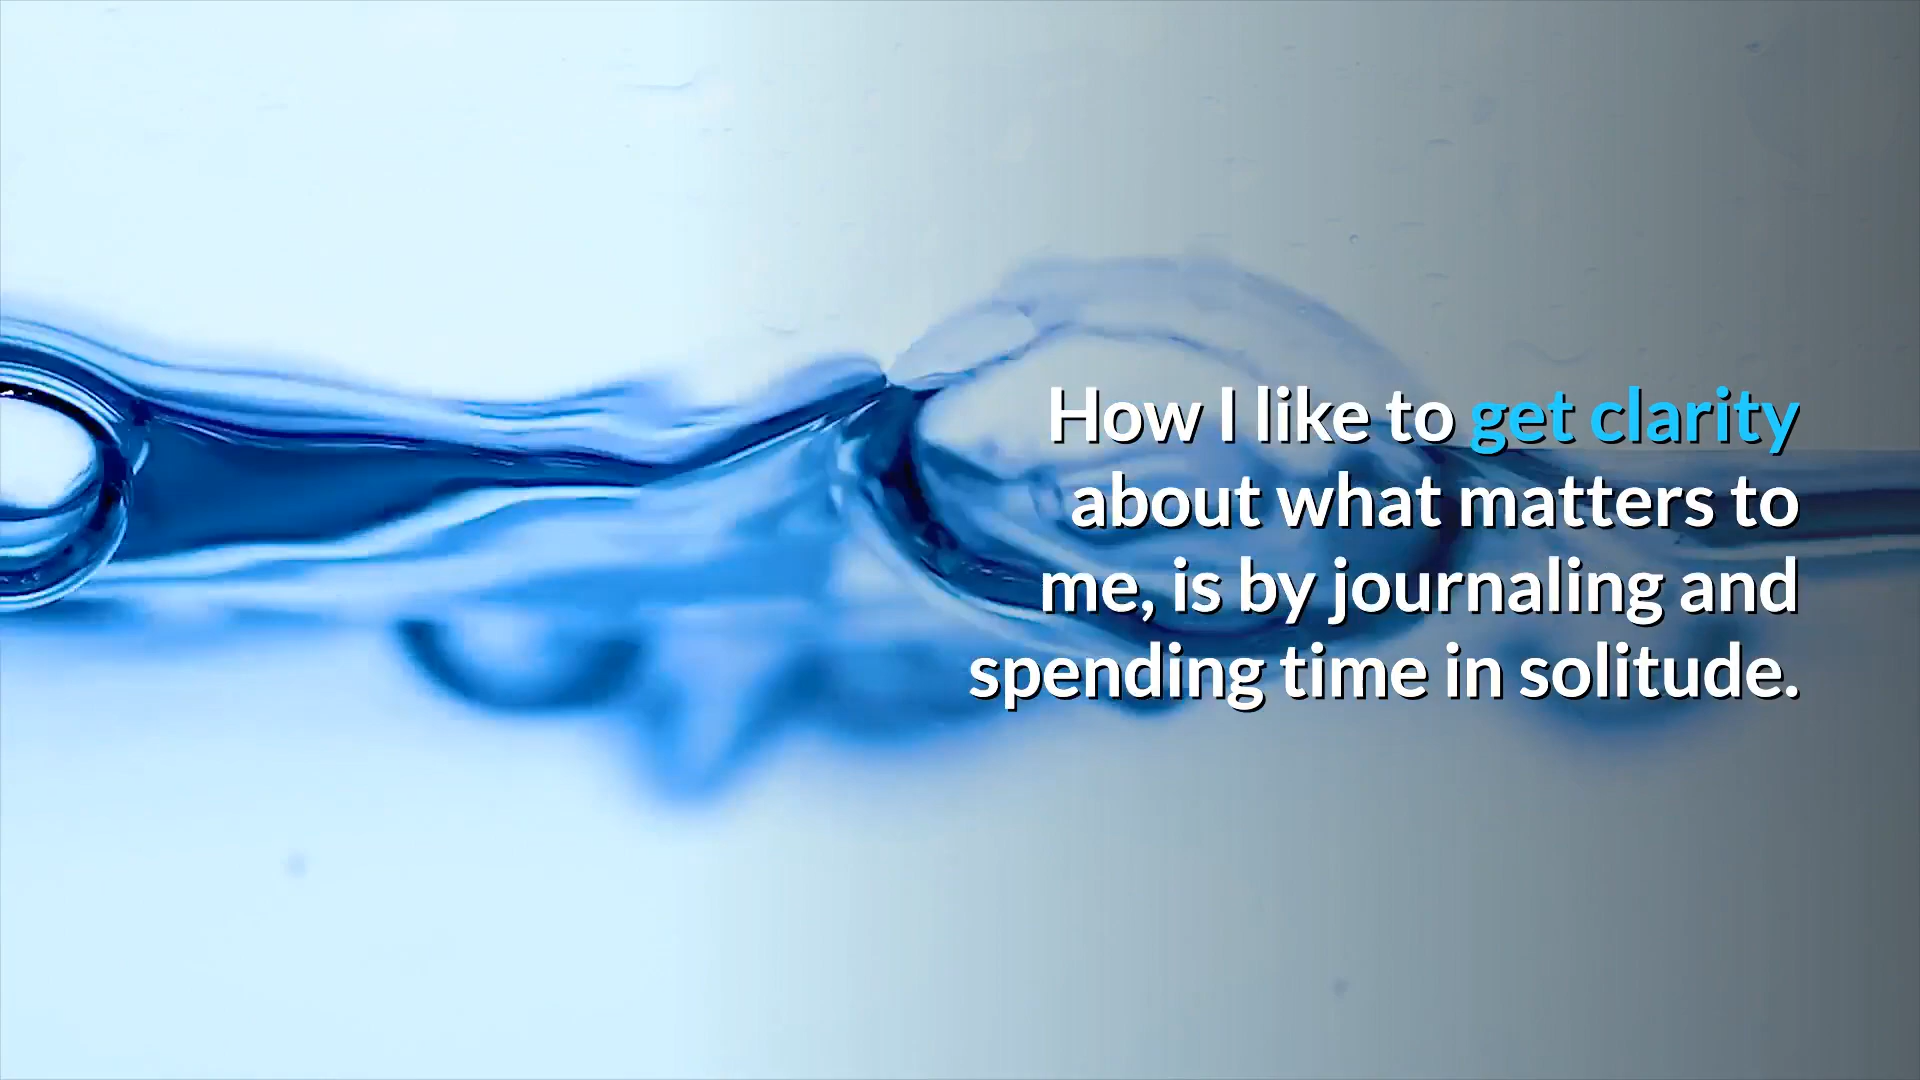 How I like to get clarity
about what matters to
me, is by journaling and
spending time in solitude.